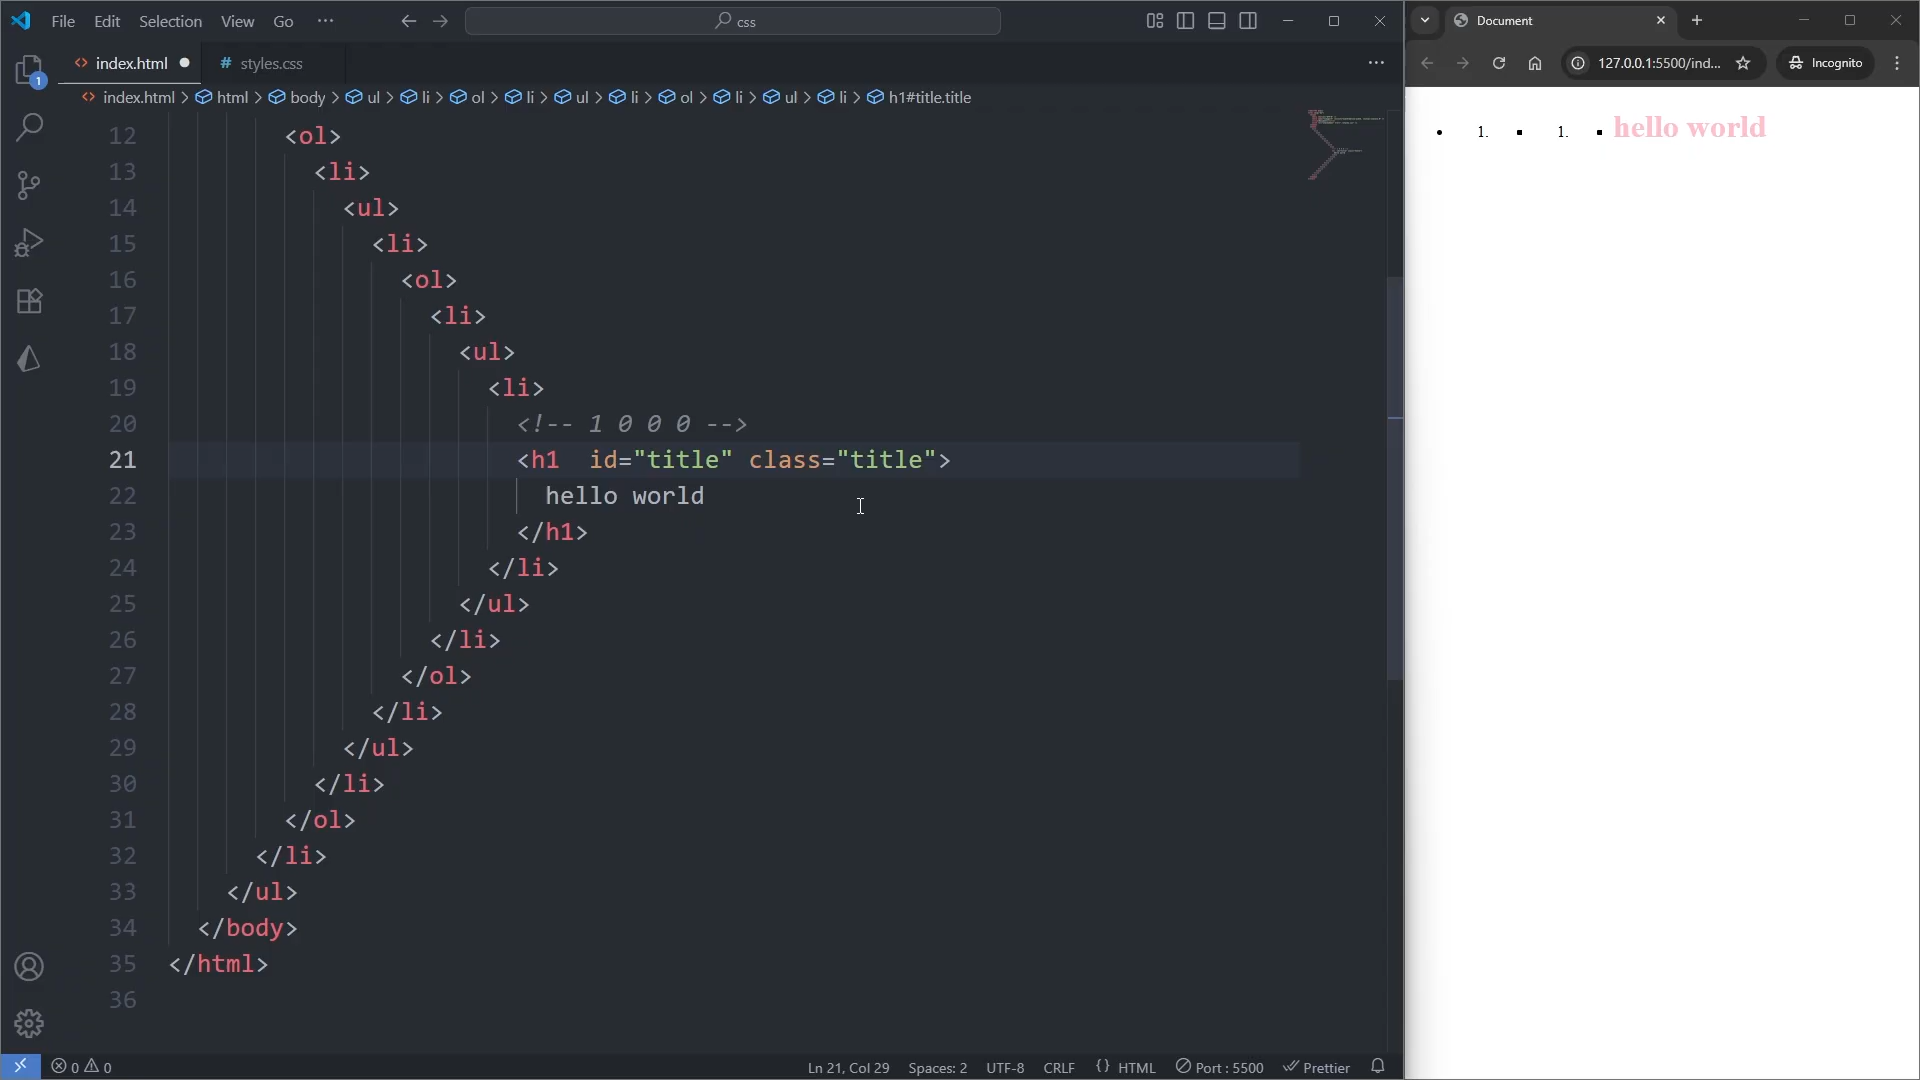 File Edit Selection View Go ··· css
index.html styles.css ···
index.html > html > body > ul > li > ol > li > ul > li > ol > li > ul > li > h1#title.title
12 <ol>
13 <li>
14 <ul>
15 <li>
16 <ol>
17 <li>
18 <ul>
19 <li>
20 <!-- 1 0 0 0 -->
21 <h1  id="title" class="title">
22 hello world
23 </h1>
24 </li>
25 </ul>
26 </li>
27 </ol>
28 </li>
29 </ul>
30 </li>
31 </ol>
32 </li>
33 </ul>
34 </body>
35 </html>
36
1
0 0 Ln 21, Col 29 Spaces: 2 UTF-8 CRLF {} HTML Port : 5500 Prettier
Document
127.0.0.1:5500/ind... Incognito
• 1. ▪ 1. ▪ hello world